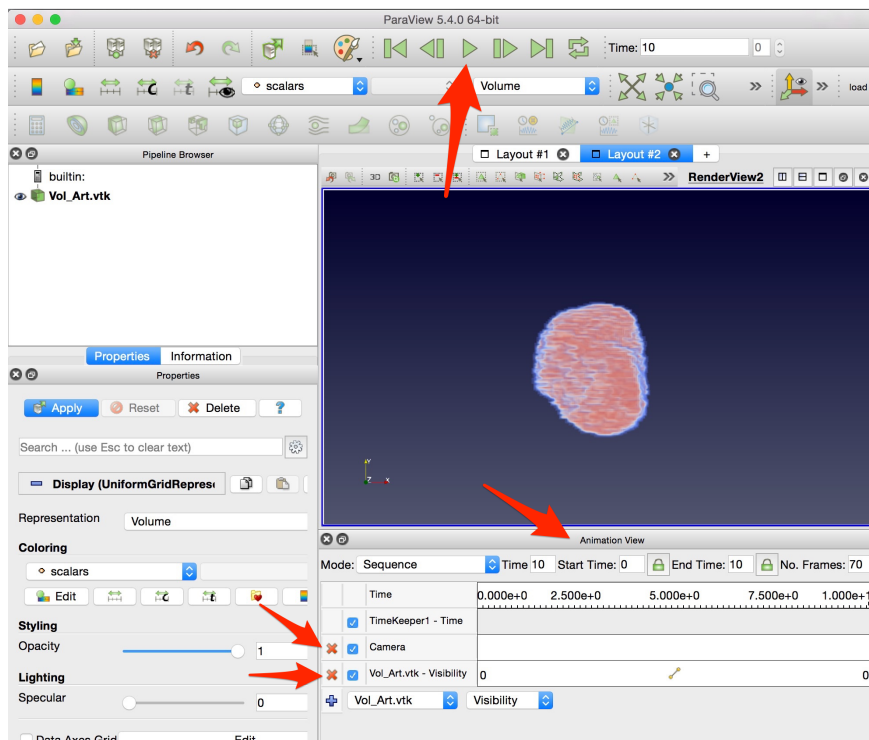 ParaView 5.4.0 64-bit
Time: 10 0
scalars Volume load
Pipeline Browser
Layout #1 Layout #2 +
builtin:
3D RenderView2
Vol_Art.vtk
Properties Information
Properties
Apply Reset Delete ?
Search ... (use Esc to clear text)
Display (UniformGridRepres
Representation Volume
Coloring
scalars
Edit
Styling
Opacity 1
Lighting
Specular 0
Data Axes Grid Edit
Y
Z X
Animation View
Mode: Sequence Time 10 Start Time: 0 End Time: 10 No. Frames: 70
Time 0.000e+0 2.500e+0 5.000e+0 7.500e+0 1.000e+1
TimeKeeper1 - Time
Camera
Vol_Art.vtk - Visibility 0 0
Vol_Art.vtk Visibility